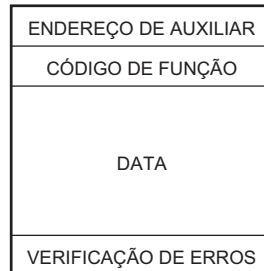 ENDEREÇO DE AUXILIAR
CÓDIGO DE FUNÇÃO
DATA
VERIFICAÇÃO DE ERROS